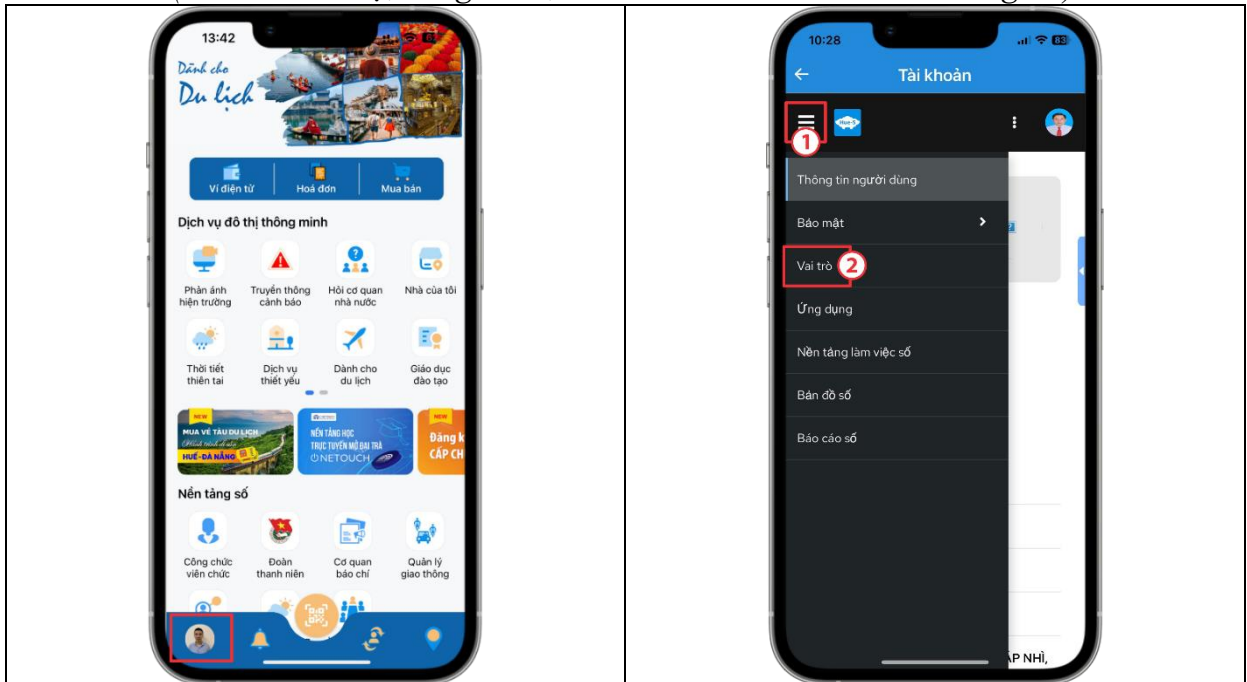 13:42
Dành cho
Du lịch
Ví điện tử
Hoá đơn
Mua bán
Dịch vụ đô thị thông minh
Phản ánh
hiện trường
Truyền thông
cảnh báo
Hỏi cơ quan
nhà nước
Nhà của tôi
Thời tiết
thiên tai
Dịch vụ
thiết yếu
Dành cho
du lịch
Giáo dục
đào tạo
NEW
MUA VÉ TÀU DU LỊCH
HUẾ-ĐÀ NẴNG
NỀN TẢNG HỌC
TRỰC TUYẾN MỞ ĐẠI TRÀ
ONETOUCH
NEW
Đăng k
CẤP CH
Nền tảng số
Công chức
viên chức
Đoàn
thanh niên
Cơ quan
báo chí
Quản lý
giao thông
10:28
83
Tài khoản
Hue-S
1
Thông tin người dùng
Bảo mật
Vai trò
2
Ứng dụng
Nền tảng làm việc số
Bản đồ số
Báo cáo số
ÁP NHÌ,